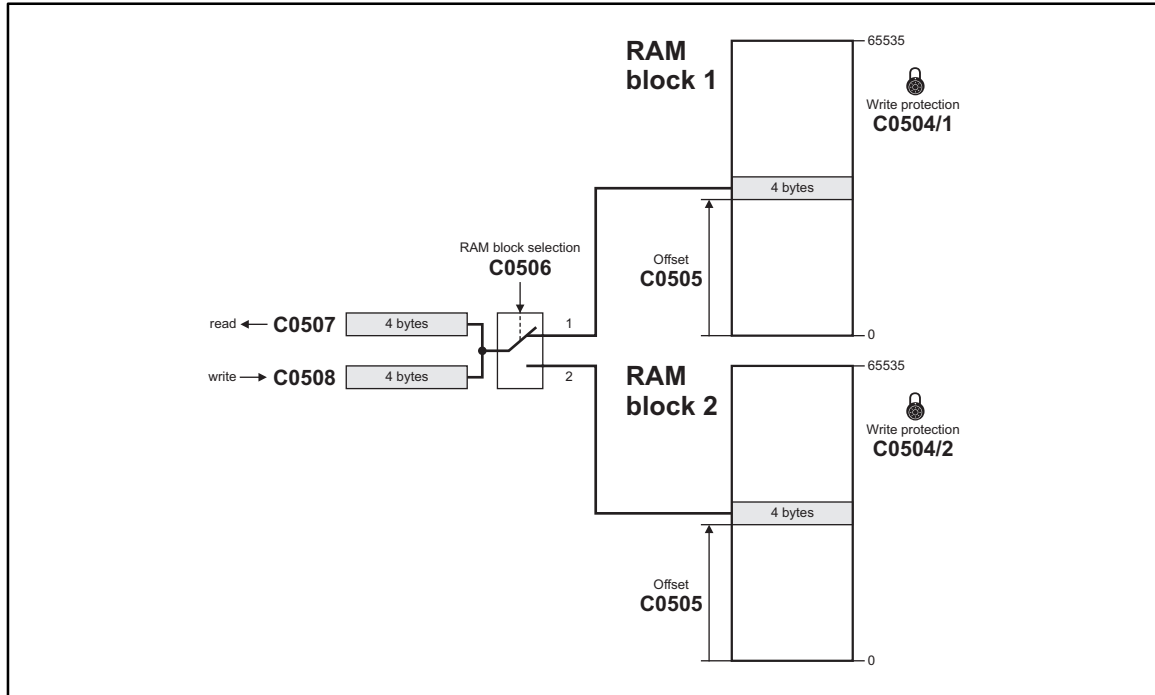 RAM
block 1
65535
Write protection
C0504/1
4 bytes
Offset
C0505
0
RAM block selection
C0506
read
C0507
4 bytes
1
write
C0508
4 bytes
2
RAM
block 2
65535
Write protection
C0504/2
4 bytes
Offset
C0505
0